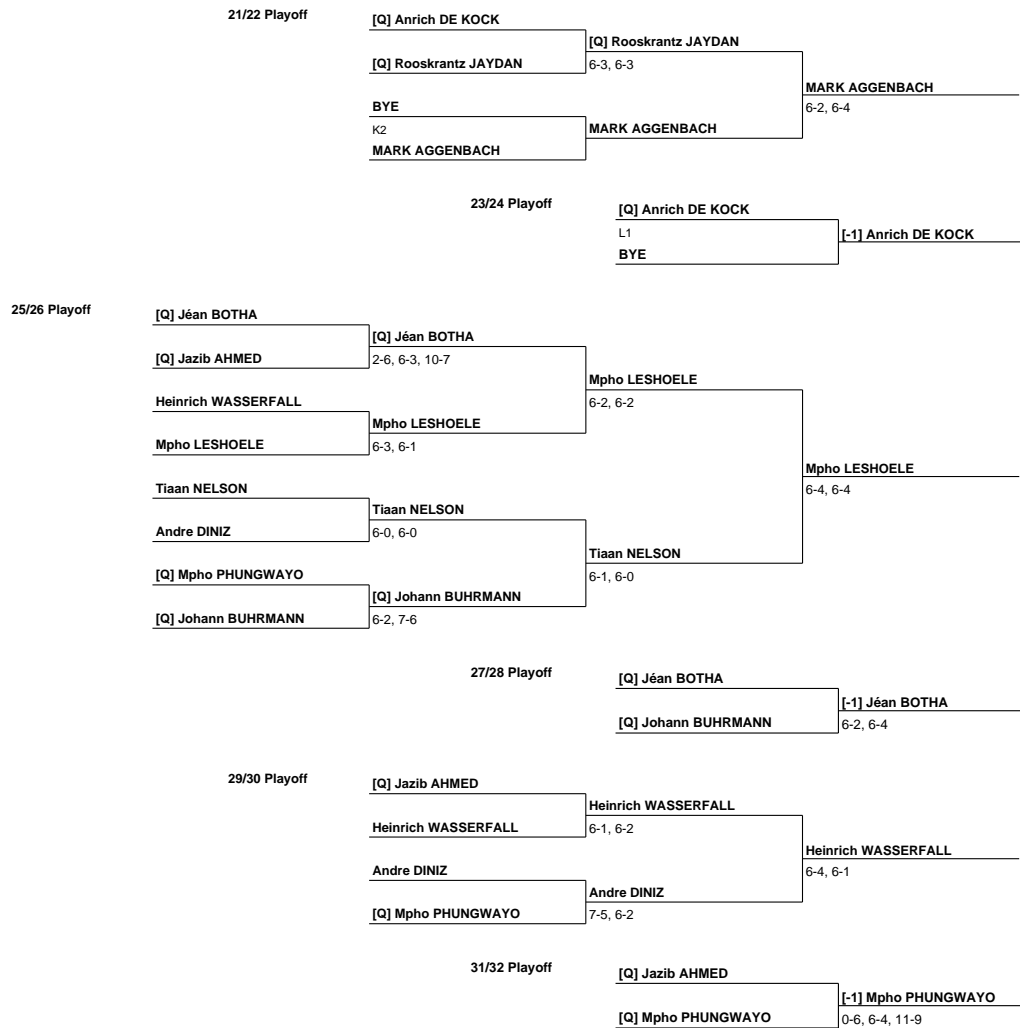 21/22 Playoff
[Q] Anrich DE KOCK
[Q] Rooskrantz JAYDAN
[Q] Rooskrantz JAYDAN
6-3, 6-3
MARK AGGENBACH
6-2, 6-4
BYE
K2
MARK AGGENBACH
MARK AGGENBACH
23/24 Playoff
[Q] Anrich DE KOCK
L1
BYE
[-1] Anrich DE KOCK
25/26 Playoff
[Q] Jéan BOTHA
[Q] Jéan BOTHA
[Q] Jazib AHMED
2-6, 6-3, 10-7
Mpho LESHOELE
6-2, 6-2
Heinrich WASSERFALL
Mpho LESHOELE
Mpho LESHOELE
6-3, 6-1
Mpho LESHOELE
6-4, 6-4
Tiaan NELSON
Tiaan NELSON
Andre DINIZ
6-0, 6-0
Tiaan NELSON
6-1, 6-0
[Q] Mpho PHUNGWAYO
[Q] Johann BUHRMANN
[Q] Johann BUHRMANN
6-2, 7-6
27/28 Playoff
[Q] Jéan BOTHA
[-1] Jéan BOTHA
[Q] Johann BUHRMANN
6-2, 6-4
29/30 Playoff
[Q] Jazib AHMED
Heinrich WASSERFALL
Heinrich WASSERFALL
6-1, 6-2
Heinrich WASSERFALL
6-4, 6-1
Andre DINIZ
Andre DINIZ
[Q] Mpho PHUNGWAYO
7-5, 6-2
31/32 Playoff
[Q] Jazib AHMED
[-1] Mpho PHUNGWAYO
[Q] Mpho PHUNGWAYO
0-6, 6-4, 11-9